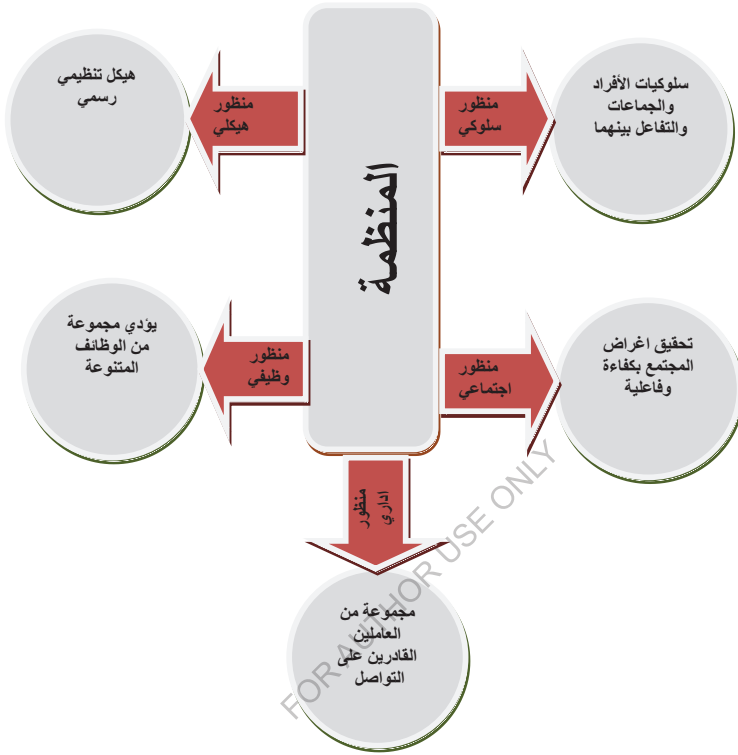 سلوكيات الأفراد
والجماعات
والتفاعل بينهما
منظور
سلوكي
المنظمة
منظور
هيكلي
هيكل تنظيمي
رسمي
تحقيق اغراض
المجتمع بكفاءة
وفاعلية
منظور
اجتماعي
منظور
وظيفي
يؤدي مجموعة
من الوظائف
المتنوعة
منظور
اداري
مجموعة من
العاملين
القادرين على
التواصل
FOR AUTHOR USE ONLY